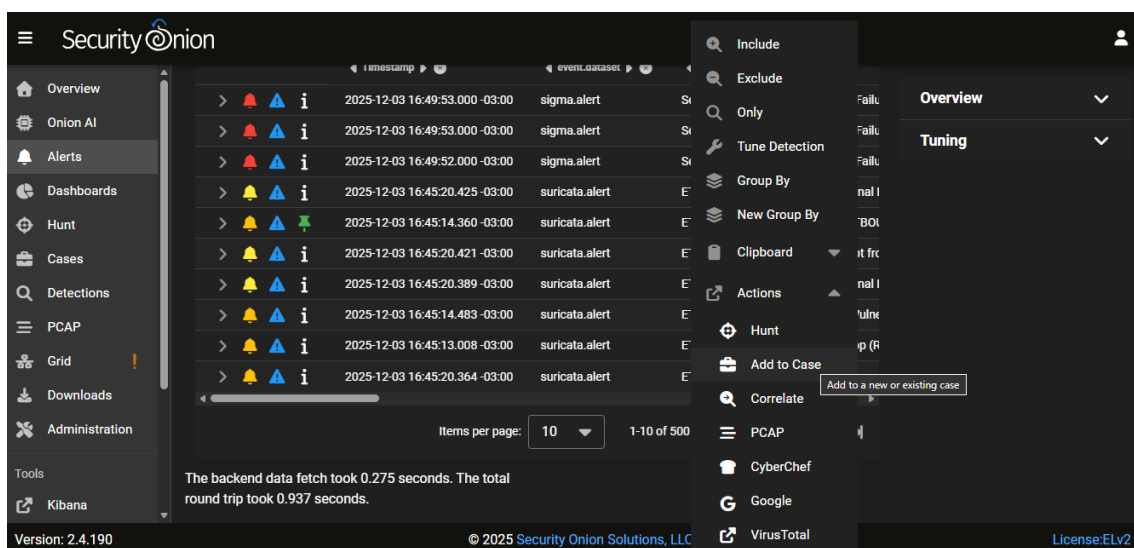 Security Onion
Overview
Onion AI
Alerts
Dashboards
Hunt
Cases
Detections
PCAP
Grid
Downloads
Administration
Tools
Kibana
Timestamp event.dataset
2025-12-03 16:49:53.000 -03:00 sigma.alert
2025-12-03 16:49:53.000 -03:00 sigma.alert
2025-12-03 16:49:52.000 -03:00 sigma.alert
2025-12-03 16:45:20.425 -03:00 suricata.alert
2025-12-03 16:45:14.360 -03:00 suricata.alert
2025-12-03 16:45:20.421 -03:00 suricata.alert
2025-12-03 16:45:20.389 -03:00 suricata.alert
2025-12-03 16:45:14.483 -03:00 suricata.alert
2025-12-03 16:45:13.008 -03:00 suricata.alert
2025-12-03 16:45:20.364 -03:00 suricata.alert
Items per page: 10 1-10 of 500
The backend data fetch took 0.275 seconds. The total
round trip took 0.937 seconds.
Include
Exclude
Only
Tune Detection
Group By
New Group By
Clipboard
Actions
Hunt
Add to Case
Add to a new or existing case
Correlate
PCAP
CyberChef
Google
VirusTotal
Overview
Tuning
Version: 2.4.190
© 2025 Security Onion Solutions, LLC
License:ELv2